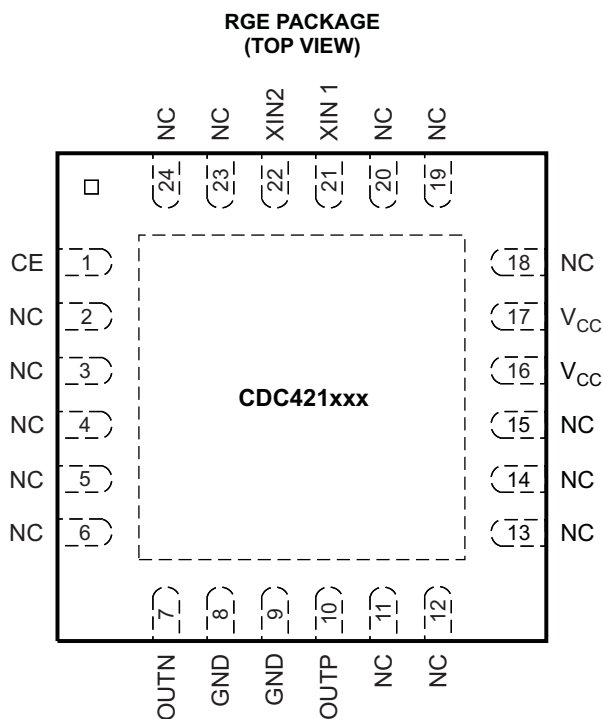 RGE PACKAGE
(TOP VIEW)
NC NC XIN2 XIN 1 NC NC
24 23 22 21 20 19
CE 1 18 NC
NC 2 17 VCC
NC 3 16 VCC
CDC421xxx
NC 4 15 NC
NC 5 14 NC
NC 6 13 NC
7 8 9 10 11 12
OUTN GND GND OUTP NC NC